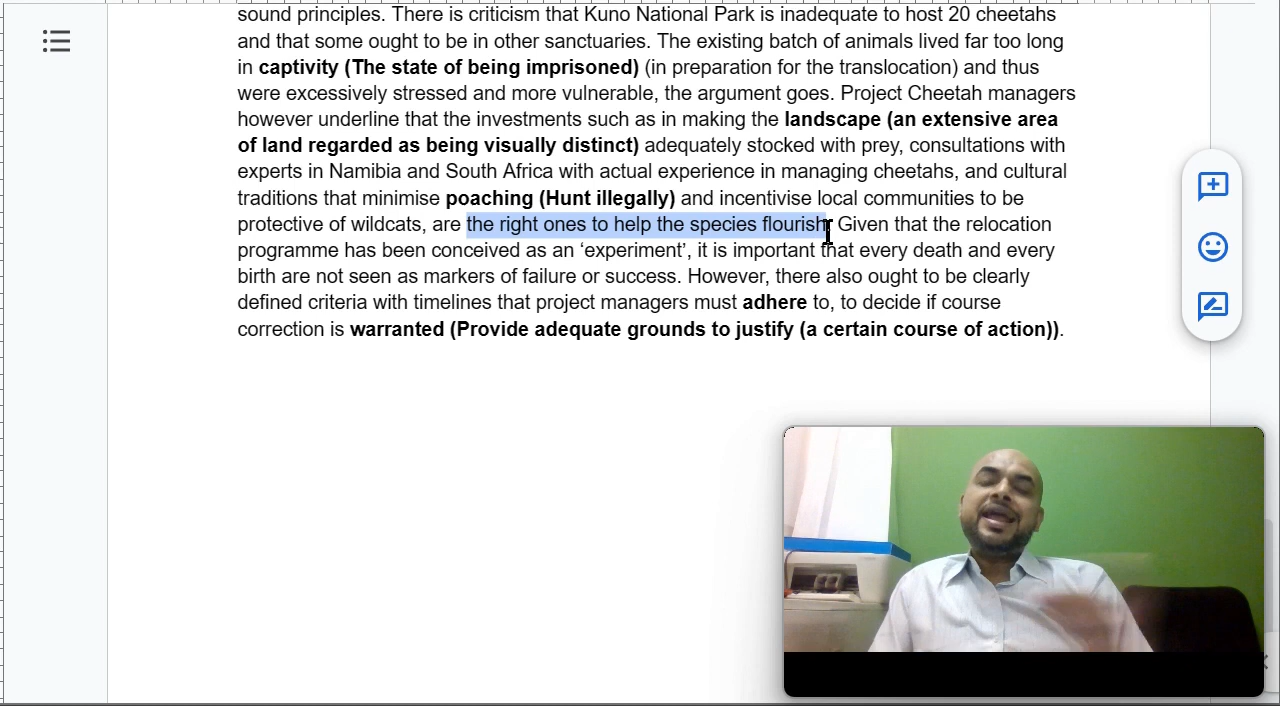 sound principles. There is criticism that Kuno National Park is inadequate to host 20 cheetahs
and that some ought to be in other sanctuaries. The existing batch of animals lived far too long
in captivity (The state of being imprisoned) (in preparation for the translocation) and thus
were excessively stressed and more vulnerable, the argument goes. Project Cheetah managers
however underline that the investments such as in making the landscape (an extensive area
of land regarded as being visually distinct) adequately stocked with prey, consultations with
experts in Namibia and South Africa with actual experience in managing cheetahs, and cultural
traditions that minimise poaching (Hunt illegally) and incentivise local communities to be
protective of wildcats, are the right ones to help the species flourish. Given that the relocation
programme has been conceived as an ‘experiment’, it is important that every death and every
birth are not seen as markers of failure or success. However, there also ought to be clearly
defined criteria with timelines that project managers must adhere to, to decide if course
correction is warranted (Provide adequate grounds to justify (a certain course of action)).